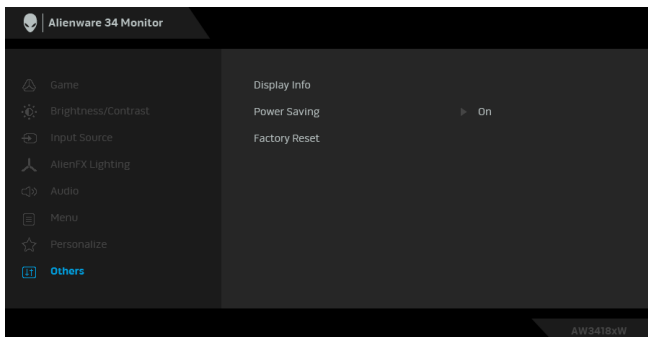 Alienware 34 Monitor
Game
Display Info
Brightness/Contrast
Power Saving On
Input Source
Factory Reset
AlienFX Lighting
Audio
Menu
Personalize
Others
AW3418xW